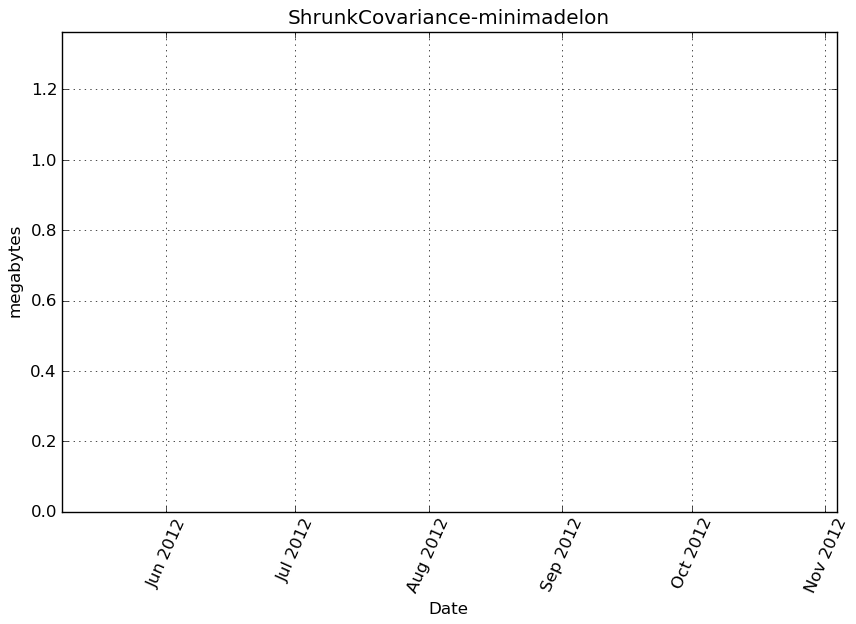 ShrunkCovariance-minimadelon
megabytes
1.2
1.0
0.8
0.6
0.4
0.2
0.0
Jun 2012
Jul 2012
Aug 2012
Sep 2012
Oct 2012
Nov 2012
Date